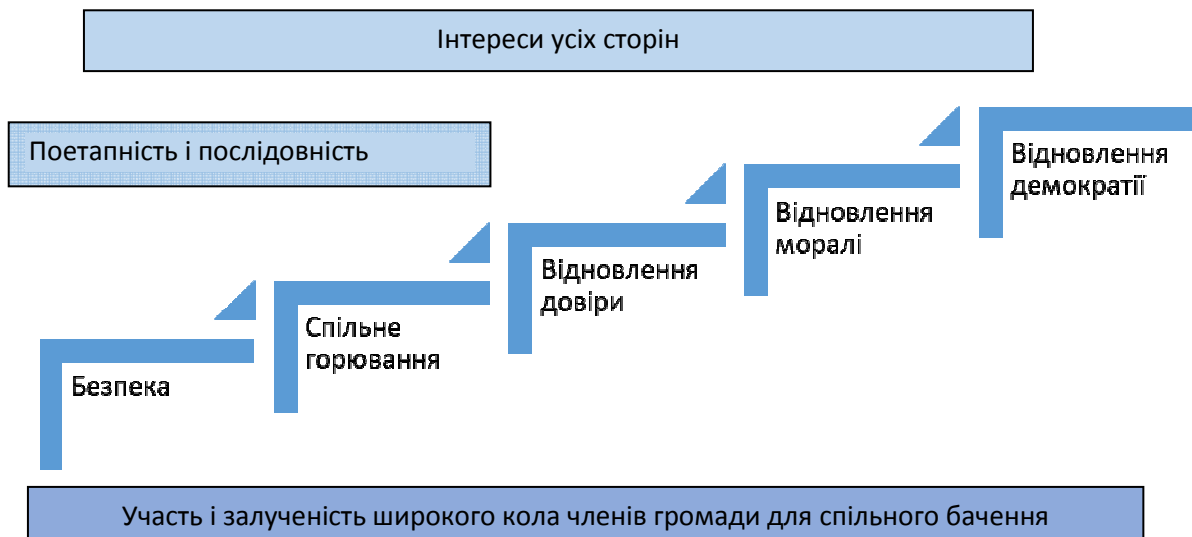 Інтереси усіх сторін
Поетапність і послідовність
Відновлення
демократії
Відновлення
моралі
Відновлення
довіри
Спільне
горювання
Безпека
Участь і залученість широкого кола членів громади для спільного бачення